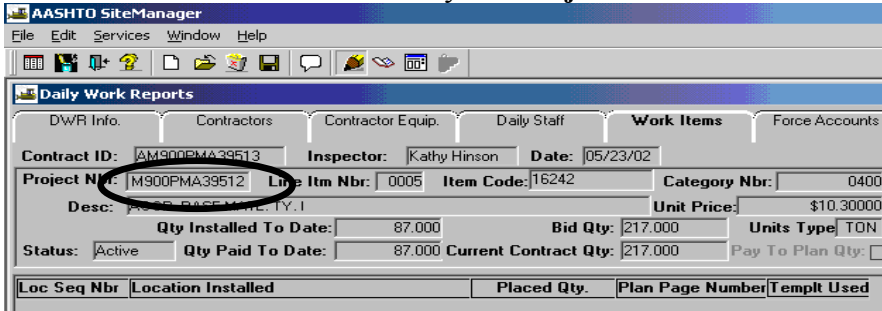 AASHTO SiteManager
File Edit Services Window Help
Daily Work Reports
DWR Info. Contractors Contractor Equip. Daily Staff Work Items Force Accounts
Contract ID: AM900PMA39513 Inspector: Kathy Hinson Date: 05/23/02
Project Nbr: M900PMA39512 Line Itm Nbr: 0005 Item Code: 16242 Category Nbr: 0400
Desc: Unit Price: $10.30000
Qty Installed To Date: 87.000 Bid Qty: 217.000 Units Type TON
Status: Active Qty Paid To Date: 87.000 Current Contract Qty: 217.000 Pay To Plan Qty:
Loc Seq Nbr Location Installed Placed Qty. Plan Page Number Templt Used